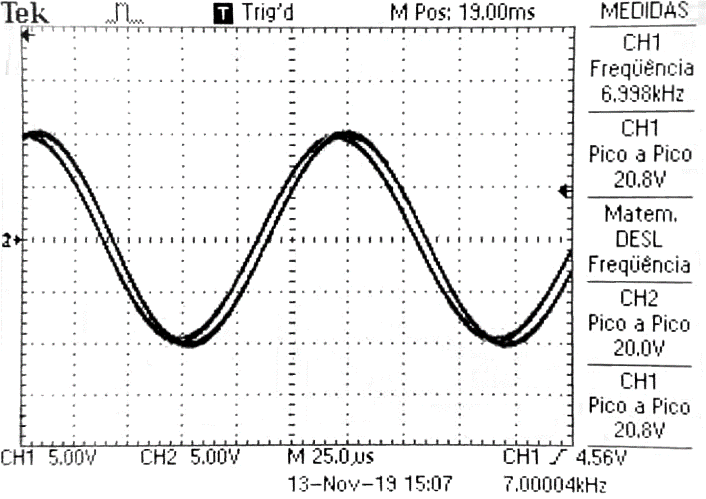 Tek T Trig'd M Pos: 19.00ms MEDIDAS
CH1
Freqüência
6.998kHz
CH1
Pico a Pico
20.8V
Matem.
DESL
Freqüência
CH2
Pico a Pico
20.0V
CH1
Pico a Pico
20.8V
2
CH1 5.00V CH2 5.00V M 25.0µs CH1 4.56V
13-Nov-19 15:07 7.00004kHz